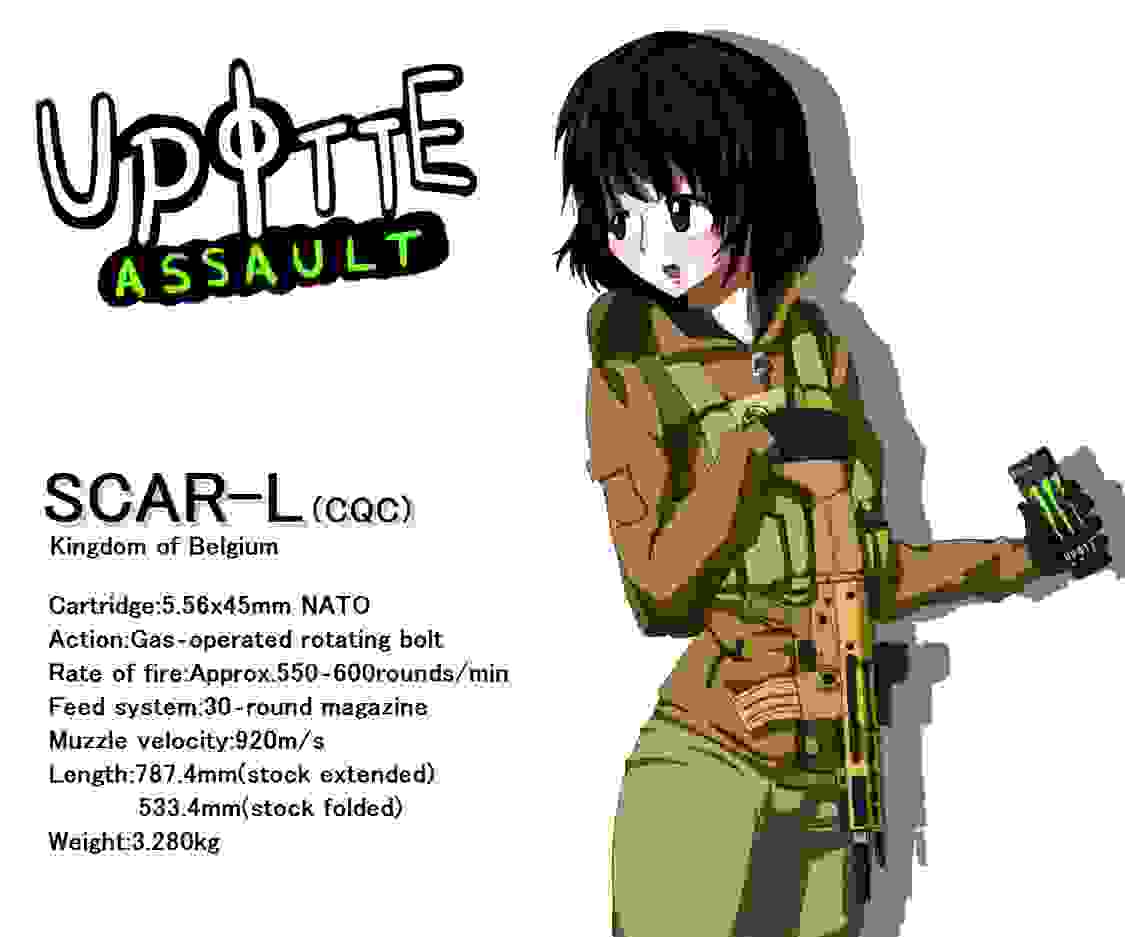 UPOTTE
ASSAULT
SCAR-L(CQC)
Kingdom of Belgium
Cartridge:5.56x45mm NATO
Action:Gas-operated rotating bolt
Rate of fire:Approx.550-600rounds/min
Feed system:30-round magazine
Muzzle velocity:920m/s
Length:787.4mm(stock extended)
533.4mm(stock folded)
Weight:3.280kg